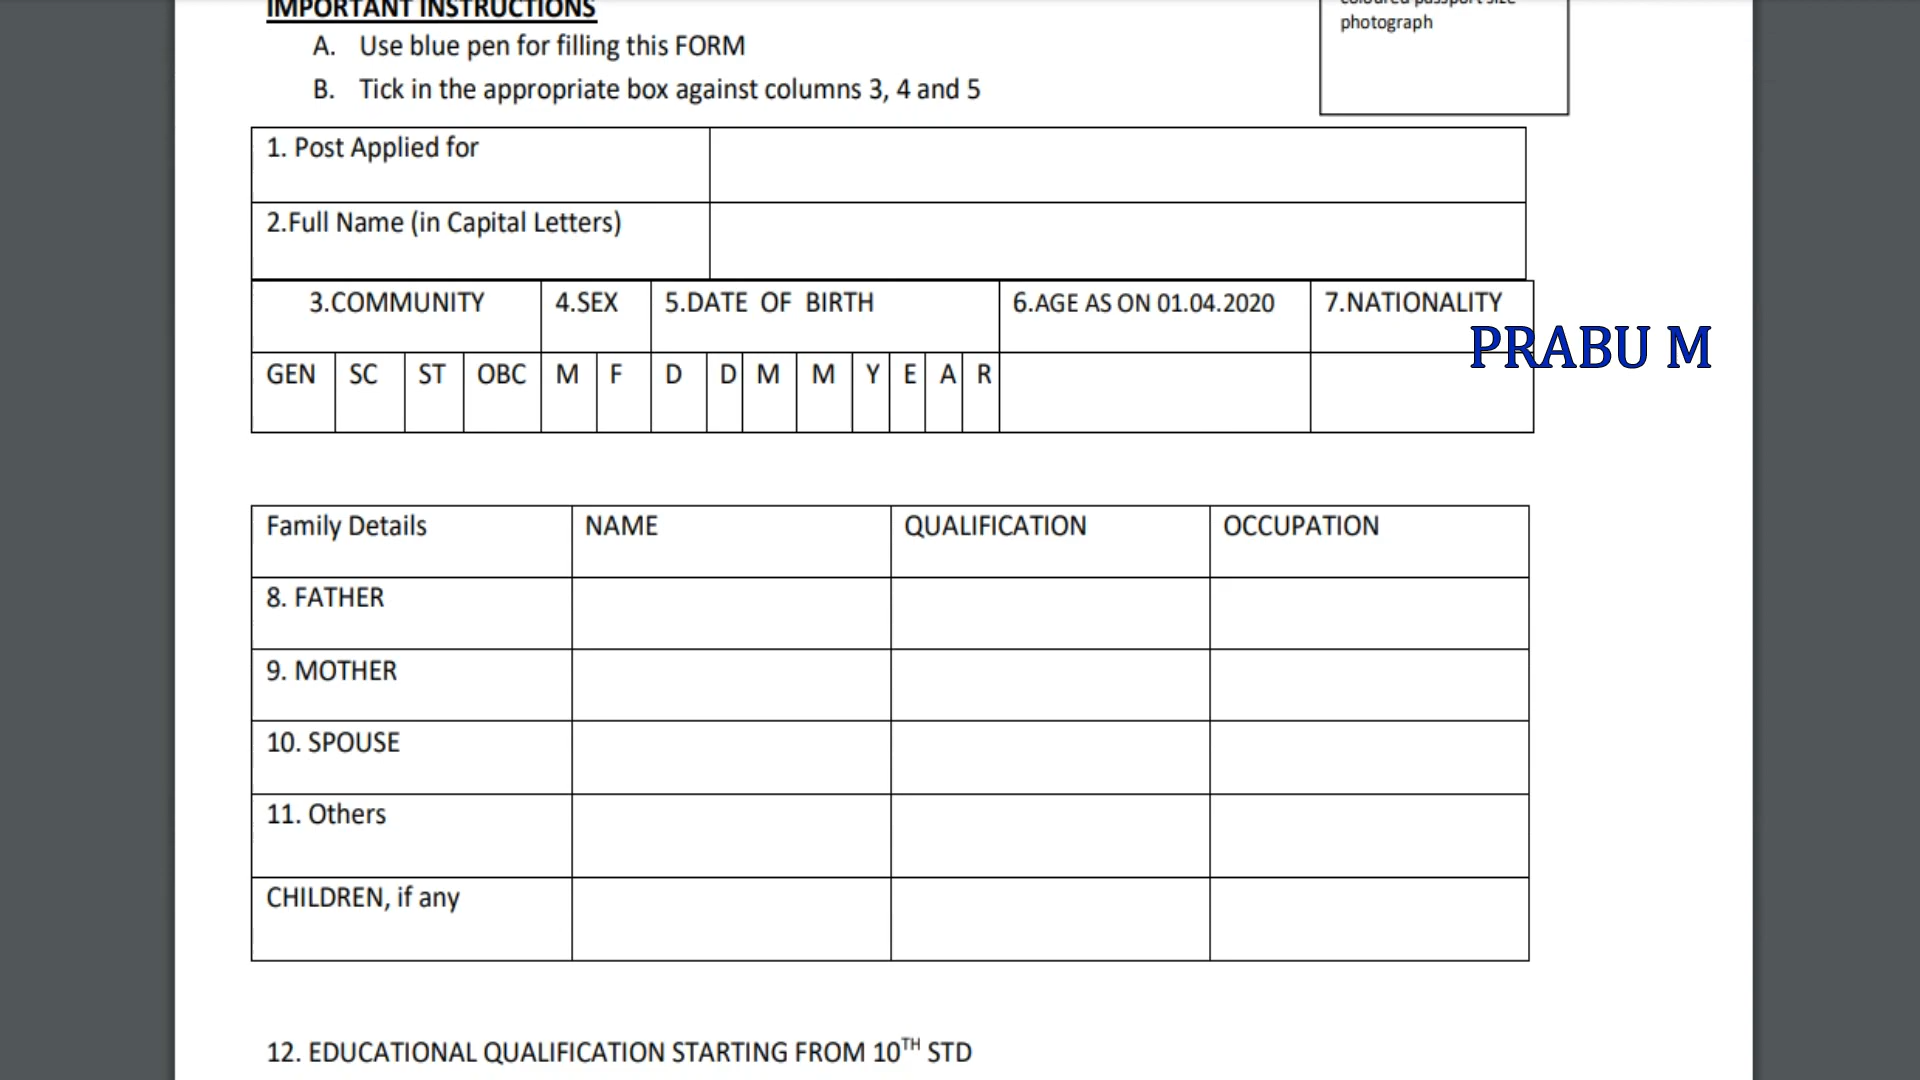 IMPORTANT INSTRUCTIONS
coloured passport size
photograph
A. Use blue pen for filling this FORM
B. Tick in the appropriate box against columns 3, 4 and 5
1. Post Applied for
2.Full Name (in Capital Letters)
3.COMMUNITY 4.SEX 5.DATE OF BIRTH 6.AGE AS ON 01.04.2020 7.NATIONALITY
PRABU M
GEN SC ST OBC M F D D M M Y E A R
Family Details NAME QUALIFICATION OCCUPATION
8. FATHER
9. MOTHER
10. SPOUSE
11. Others
CHILDREN, if any
12. EDUCATIONAL QUALIFICATION STARTING FROM 10TH STD